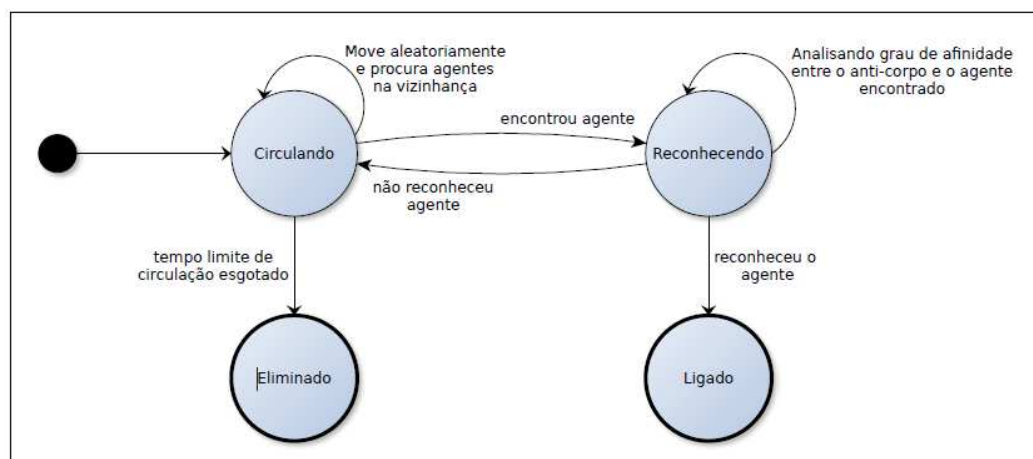 Move aleatoriamente
e procura agentes
na vizinhança
Analisando grau de afinidade
entre o anti-corpo e o agente
encontrado
encontrou agente
Circulando
Reconhecendo
não reconheceu
agente
tempo limite de
circulação esgotado
reconheceu o
agente
Eliminado
Ligado